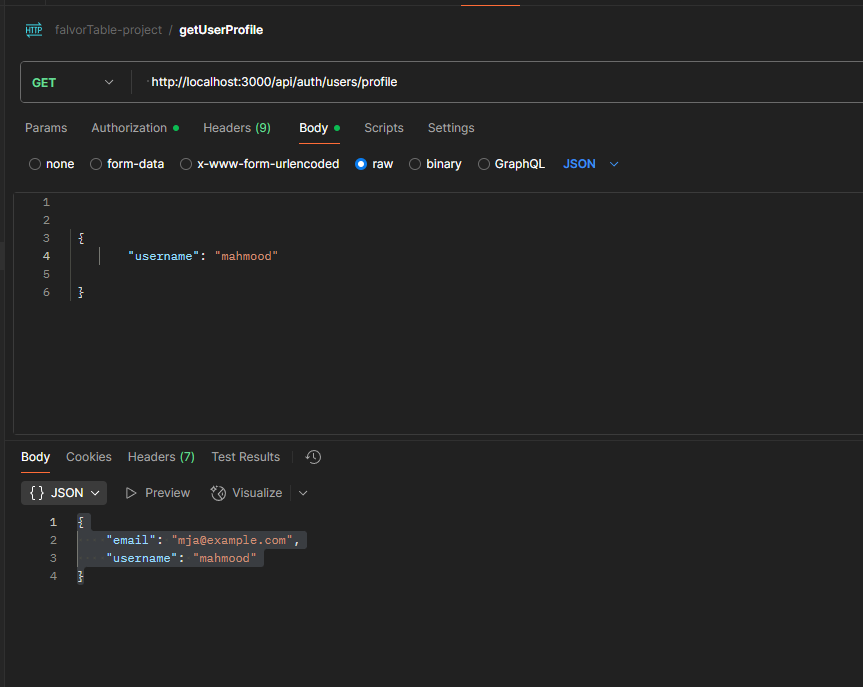 HTTP falvorTable-project / getUserProfile
GET http://localhost:3000/api/auth/users/profile
Params Authorization Headers (9) Body Scripts Settings
none form-data x-www-form-urlencoded raw binary GraphQL JSON
1
2
3 {
4 "username": "mahmood"
5
6 }
Body Cookies Headers (7) Test Results
{} JSON Preview Visualize
1 {
2 "email": "mja@example.com",
3 "username": "mahmood"
4 }